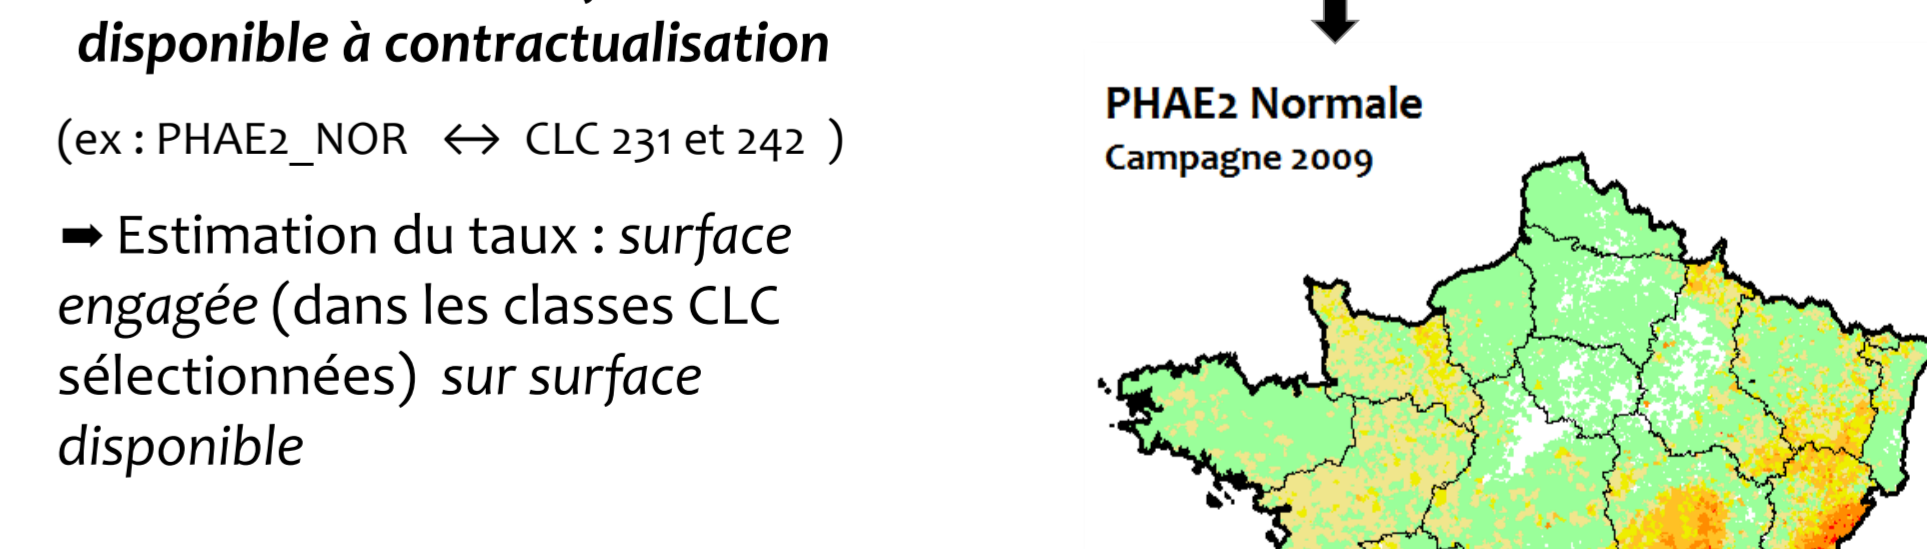 disponible à contractualisation
(ex : PHAE2_NOR ↔ CLC 231 et 242 )
➡ Estimation du taux : surface
engagée (dans les classes CLC
sélectionnées) sur surface
disponible
PHAE2 Normale
Campagne 2009